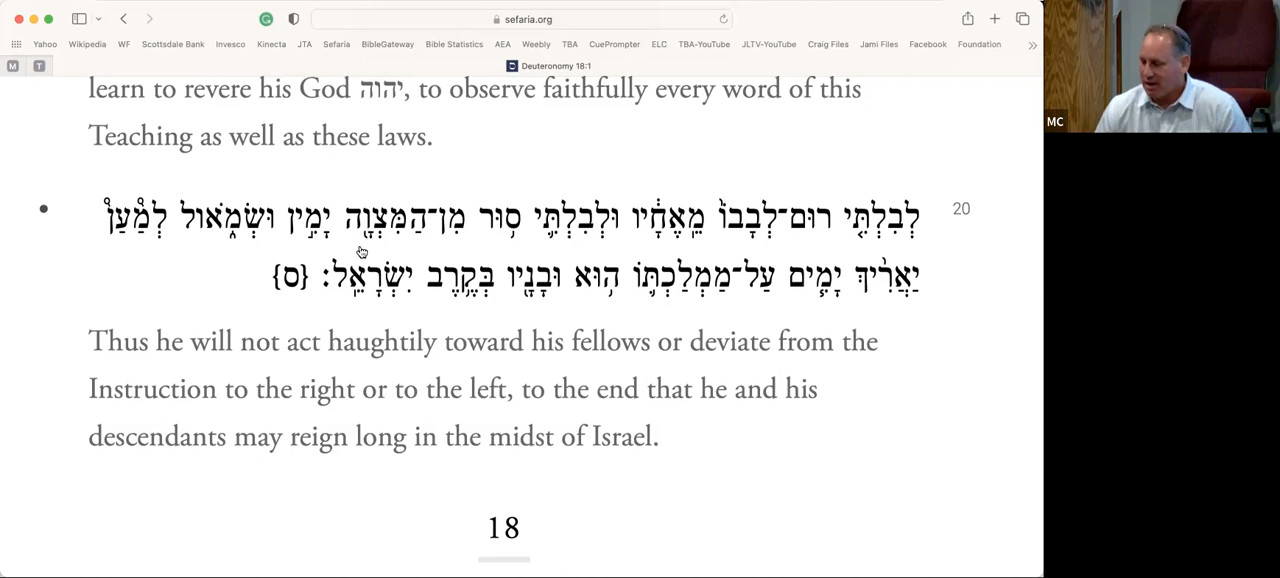 sefaria.org
Yahoo Wikipedia WF Scottsdale Bank Invesco Kinecta JTA Sefaria BibleGateway Bible Statistics AEA Weebly TBA CuePrompter ELC TBA-YouTube JLTV-YouTube Craig Files Jami Files Facebook Foundation
M T Deuteronomy 18:1
MC
learn to revere his God יהוה, to observe faithfully every word of this
Teaching as well as these laws.
20
לְבִלְתִּ֤י רוּם־לְבָבוֹ֙ מֵֽאֶחָ֔יו וּלְבִלְתִּ֛י ס֥וּר מִן־הַמִּצְוָ֖ה יָמִ֣ין וּשְׂמֹ֑אול לְמַ֩עַן֩
יַאֲרִ֨יךְ יָמִ֧ים עַל־מַמְלַכְתּ֛וֹ ה֥וּא וּבָנָ֖יו בְּקֶ֥רֶב יִשְׂרָאֵֽל׃ {ס}
Thus he will not act haughtily toward his fellows or deviate from the
Instruction to the right or to the left, to the end that he and his
descendants may reign long in the midst of Israel.
18